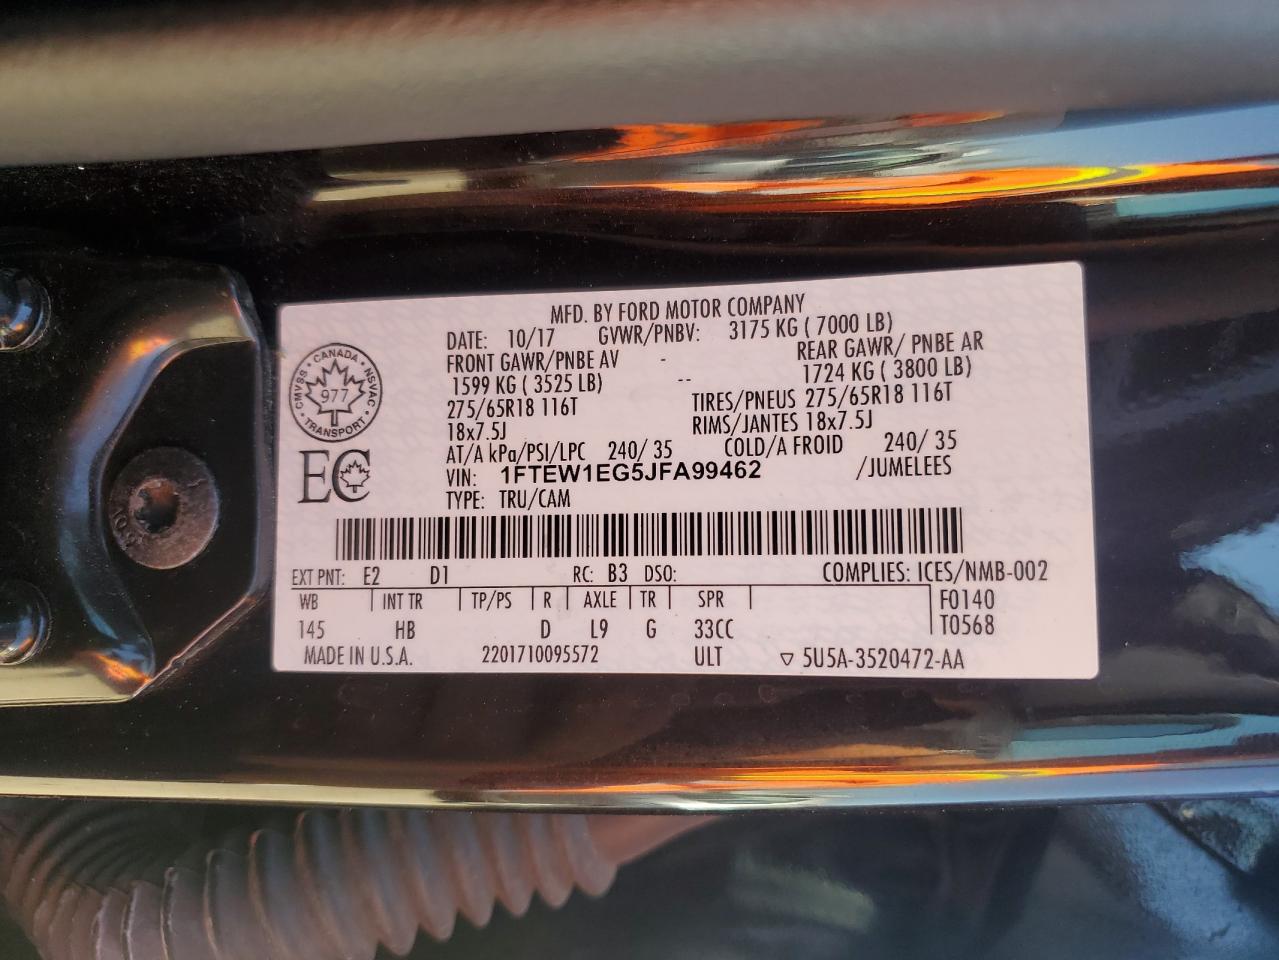 MFD. BY FORD MOTOR COMPANY
DATE: 10/17 GVWR/PNBV: 3175 KG ( 7000 LB)
FRONT GAWR/PNBE AV - REAR GAWR/ PNBE AR
1599 KG ( 3525 LB) -- 1724 KG ( 3800 LB)
275/65R18 116T TIRES/PNEUS 275/65R18 116T
18x7.5J RIMS/JANTES 18x7.5J
AT/A kPa/PSI/LPC 240/ 35 COLD/A FROID 240/ 35
VIN: 1FTEW1EG5JFA99462 /JUMELEES
TYPE: TRU/CAM
CMVSS • CANADA • NSVAC • TRANSPORT •
977
EC
EXT PNT: E2 D1 RC: B3 DSO: COMPLIES: ICES/NMB-002
WB INT TR TP/PS R AXLE TR SPR F0140
145 HB D L9 G 33CC T0568
MADE IN U.S.A. 2201710095572 ULT ▽ 5U5A-3520472-AA